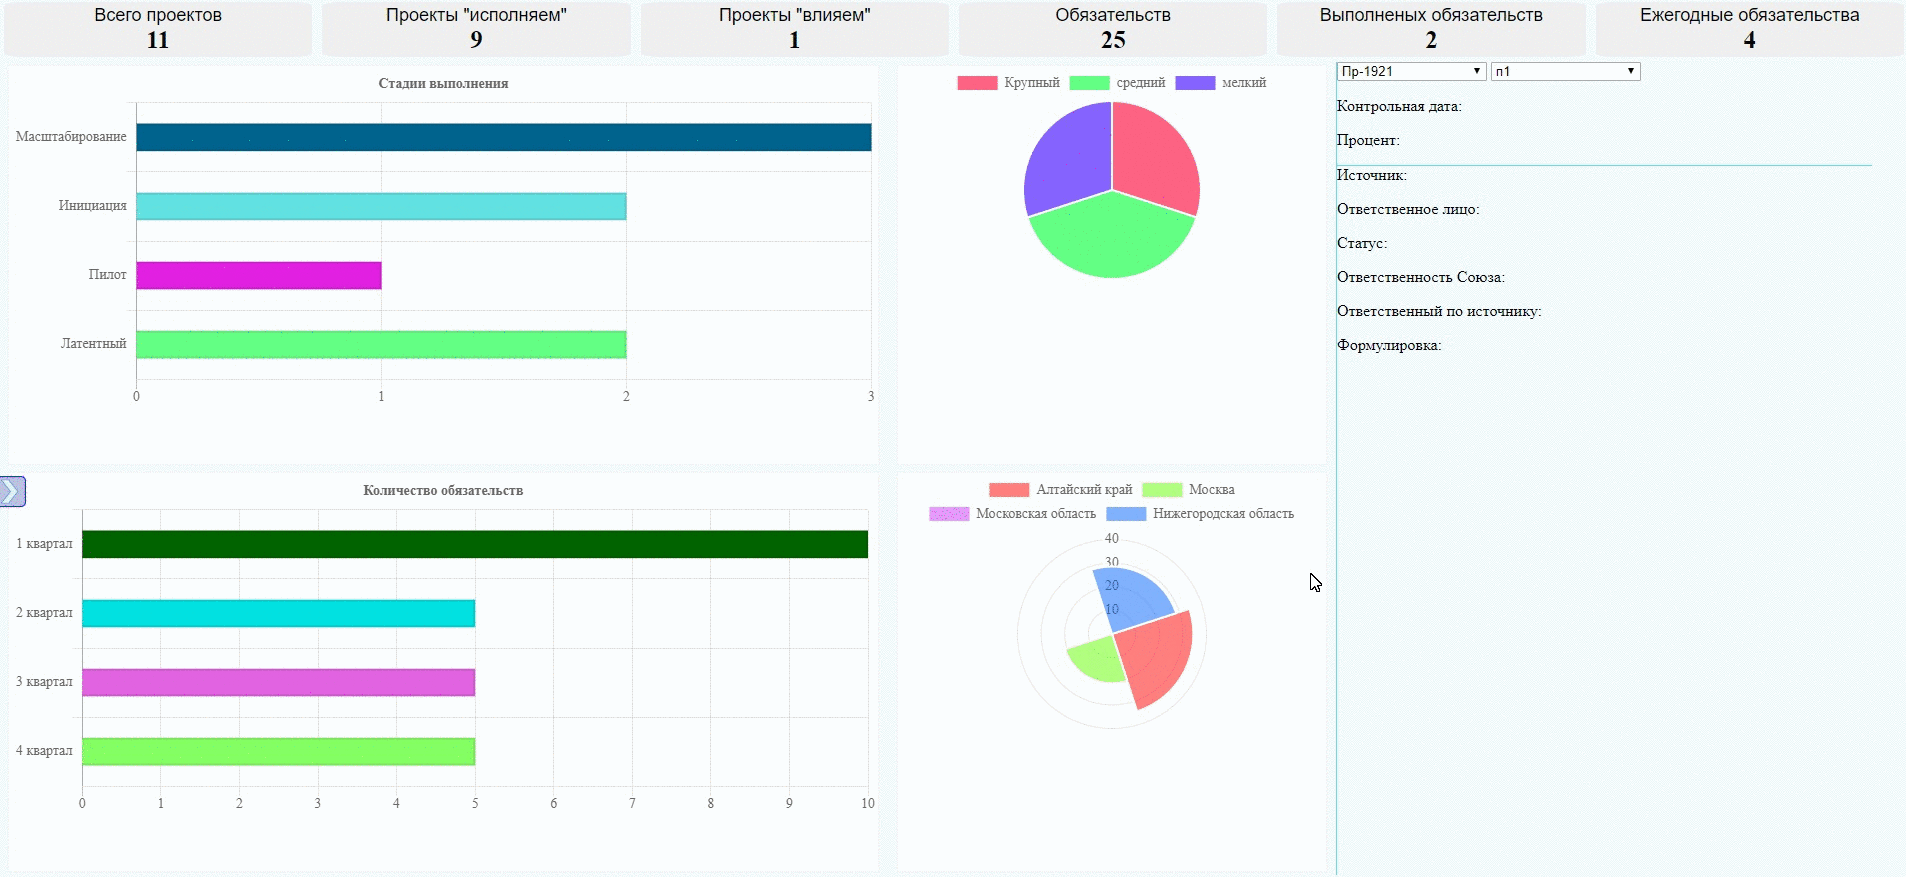 Всего проектов
11
Проекты "исполняем"
9
Проекты "влияем"
1
Обязательств
25
Выполненых обязательств
2
Ежегодные обязательства
4
Стадии выполнения
Масштабирование
Инициация
Пилот
Латентный
0 1 2 3
Крупный средний мелкий
Пр-1921 п1
Контрольная дата:
Процент:
Источник:
Ответственное лицо:
Статус:
Ответственность Союза:
Ответственный по источнику:
Формулировка:
Количество обязательств
1 квартал
2 квартал
3 квартал
4 квартал
0 1 2 3 4 5 6 7 8 9 10
Алтайский край Москва
Московская область Нижегородская область
40
30
20
10